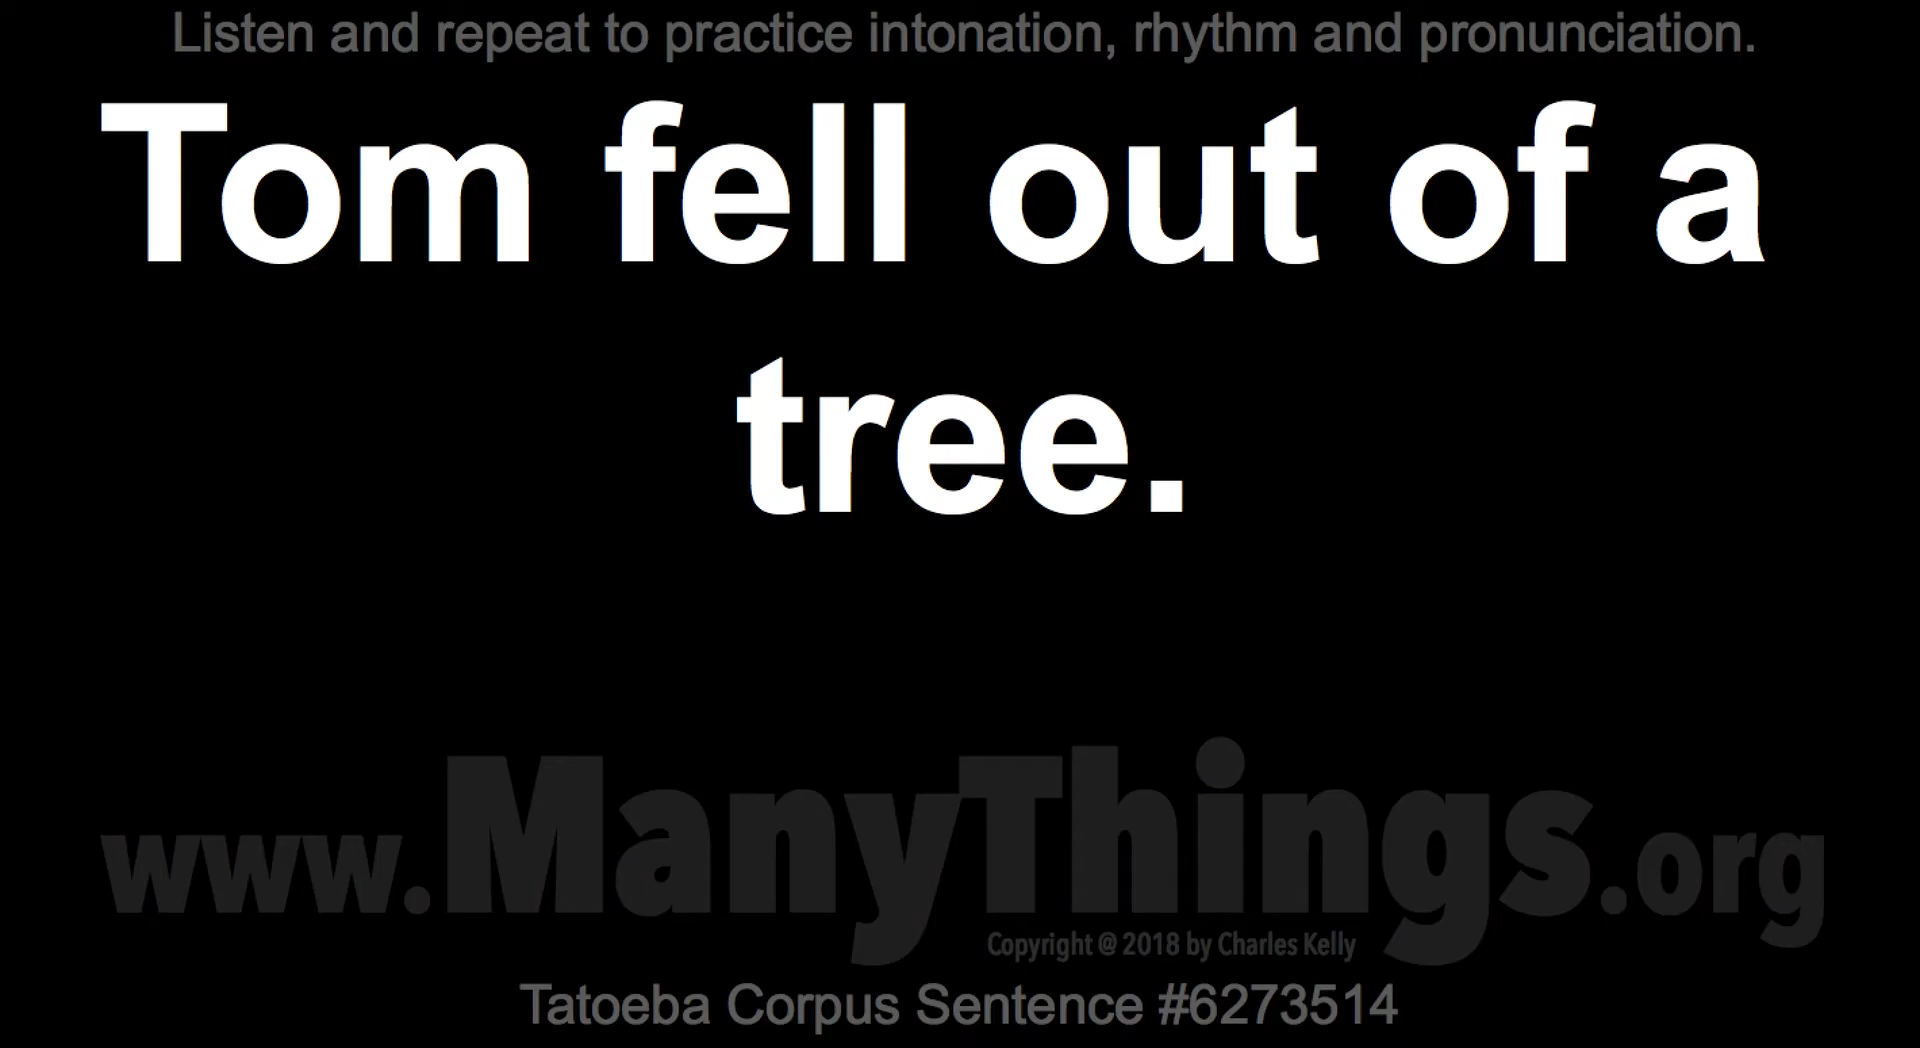 Listen and repeat to practice intonation, rhythm and pronunciation.
Tom fell out of a
tree.
www.ManyThings.org
Copyright @ 2018 by Charles Kelly
Tatoeba Corpus Sentence #6273514